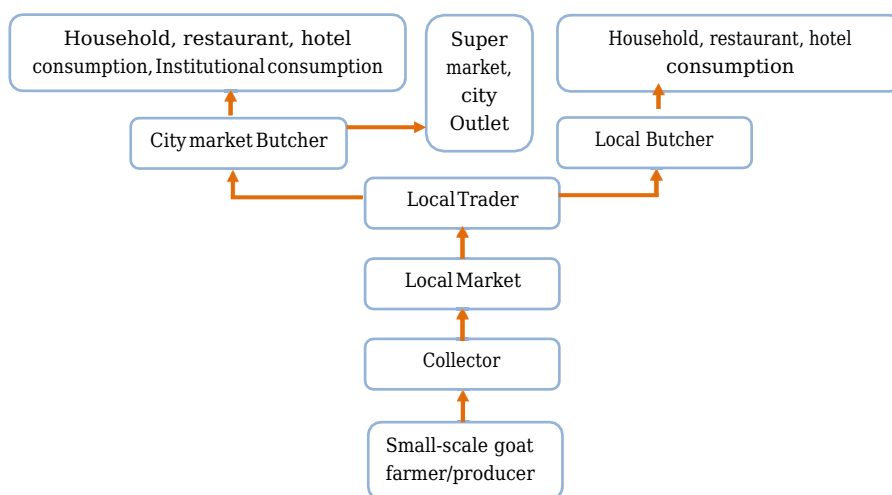 Household, restaurant, hotel
consumption, Institutional consumption
Super
market,
city
Outlet
Household, restaurant, hotel
consumption
City market Butcher
Local Butcher
Local Trader
Local Market
Collector
Small-scale goat
farmer/producer